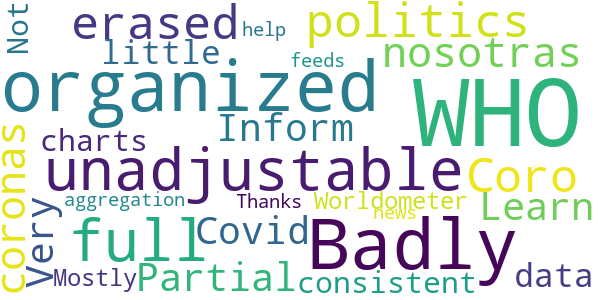 Not
erased
help
politics
little
feeds
nosotras
organized
WHO
Inform
charts
coronas
unadjustable
Coro
aggregation
Thanks
Worldometer
Learn
Very
news
full
Covid
Badly
Mostly
Partial
consistent
data